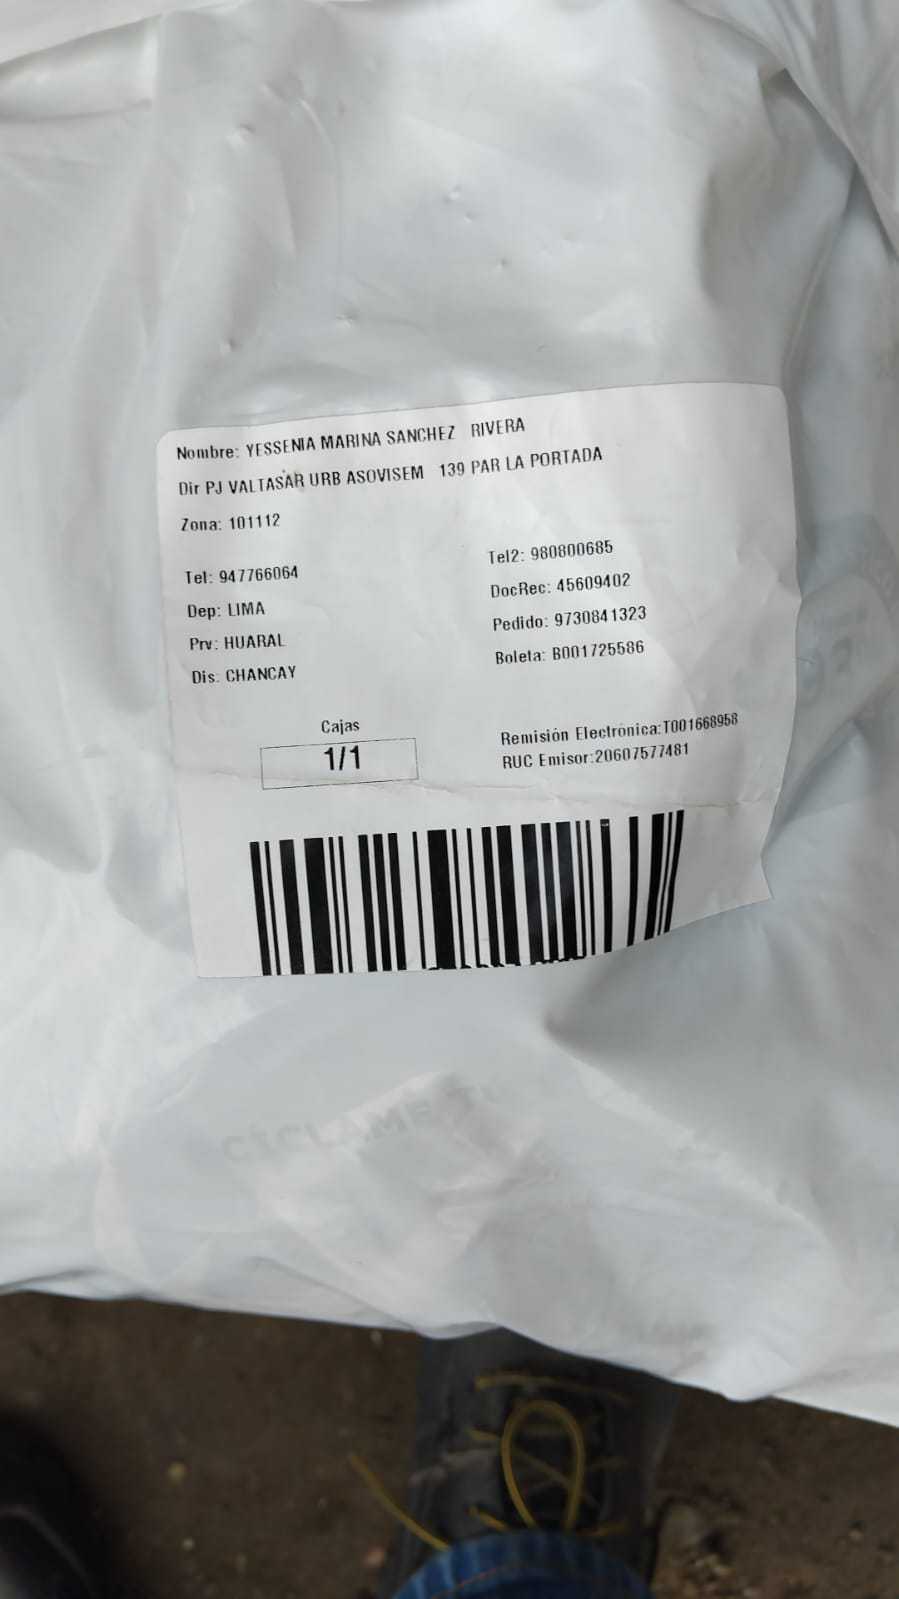 Nombre: YESSENIA MARINA SANCHEZ RIVERA
Dir PJ VALTASAR URB ASOVISEM 139 PAR LA PORTADA
Zona: 101112
Tel: 947766064
Tel2: 980800685
Dep: LIMA
DocRec: 45609402
Prv: HUARAL
Pedido: 9730841323
Dis: CHANCAY
Boleta: B001725586
Cajas
1/1
Remisión Electrónica:T001668958
RUC Emisor:20607577481